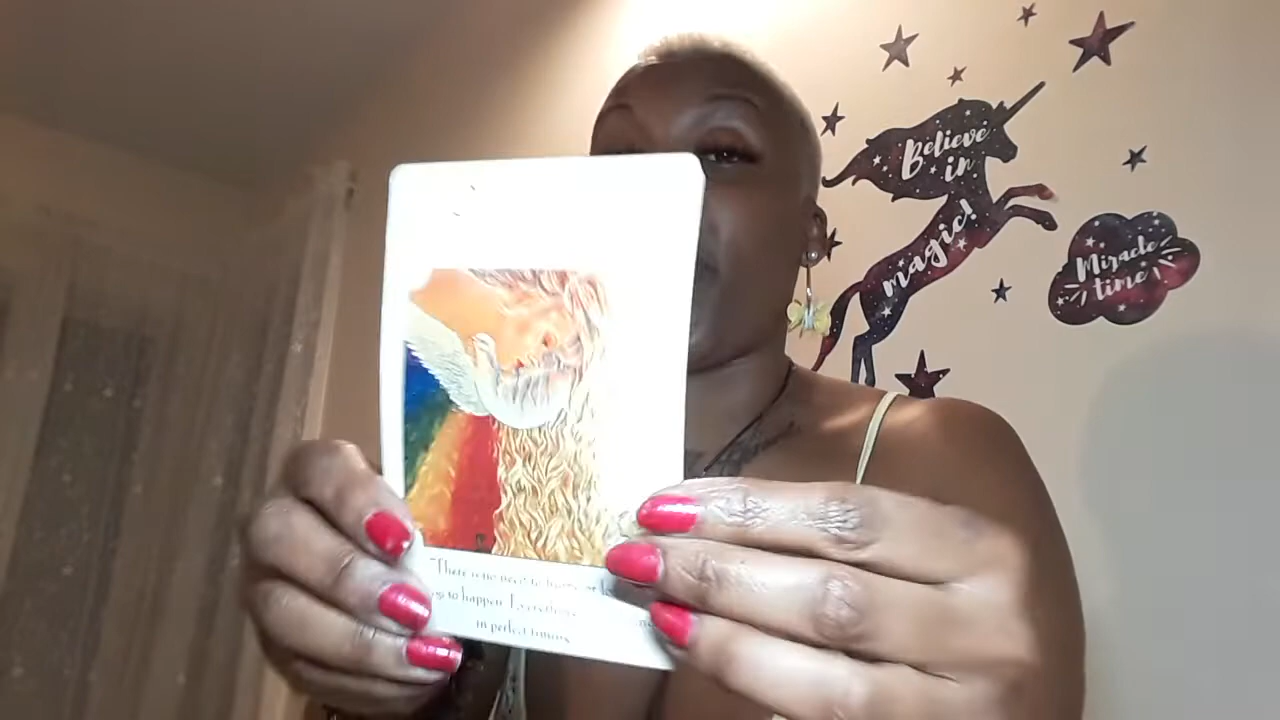 Believe
in
magic!
Miracle
time
"There is no need to
to happen. Everything
in perfect timing.